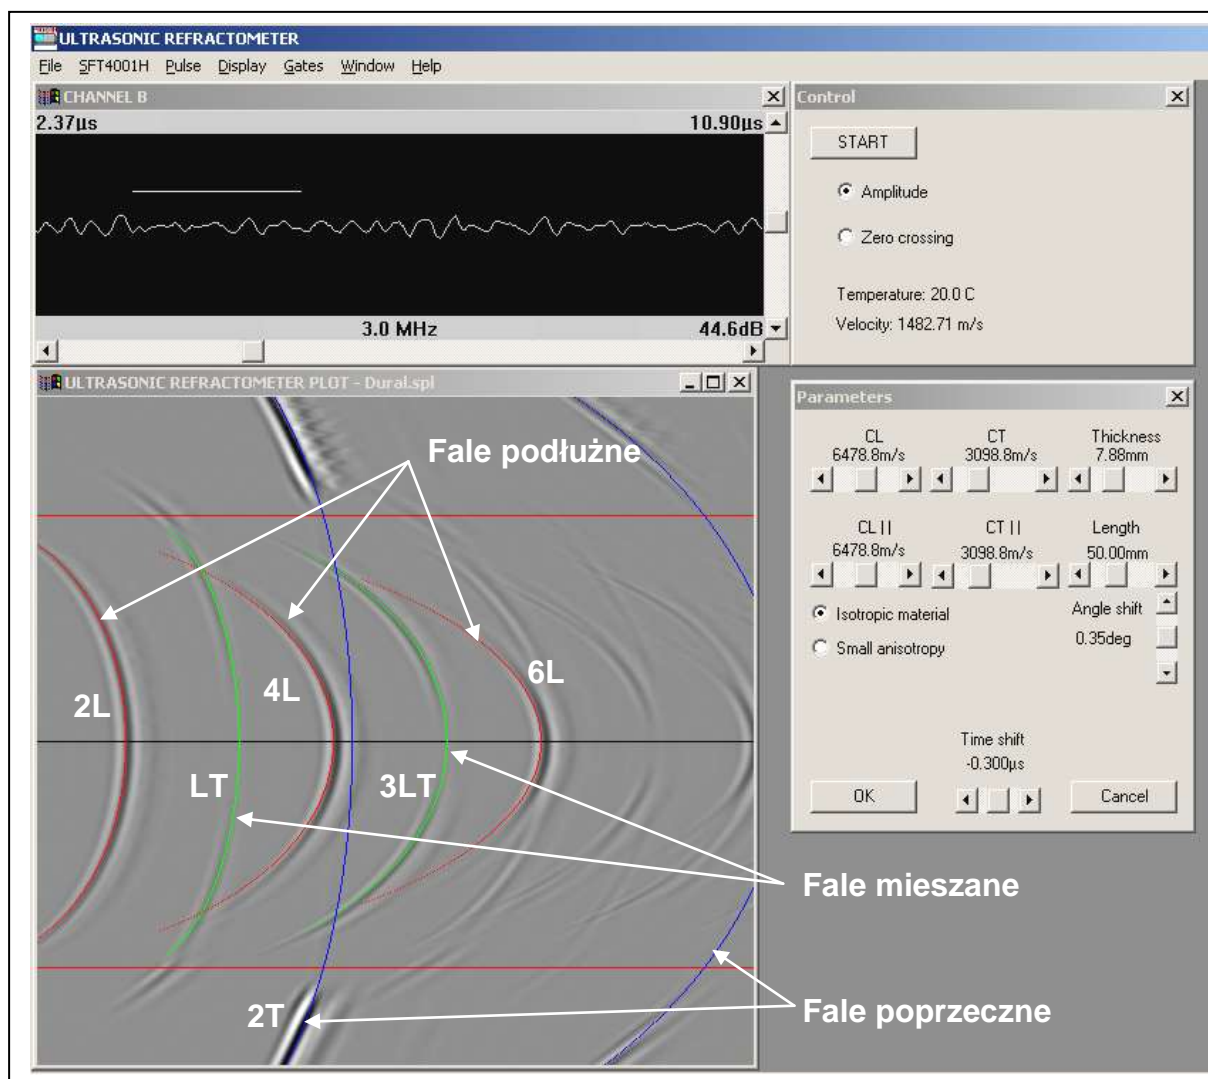 ULTRASONIC REFRACTOMETER
File SFT4001H Pulse Display Gates Window Help
CHANNEL B
2.37µs 10.90µs
3.0 MHz 44.6dB
Control
START
Amplitude
Zero crossing
Temperature: 20.0 C
Velocity: 1482.71 m/s
ULTRASONIC REFRACTOMETER PLOT - Dural.spl
Fale podłużne
2L
4L
6L
LT
3LT
Fale mieszane
2T
Fale poprzeczne
Parameters
CL CT Thickness
6478.8m/s 3098.8m/s 7.88mm
CL || CT || Length
6478.8m/s 3098.8m/s 50.00mm
Isotropic material
Small anisotropy
Angle shift
0.35deg
Time shift
-0.300µs
OK Cancel